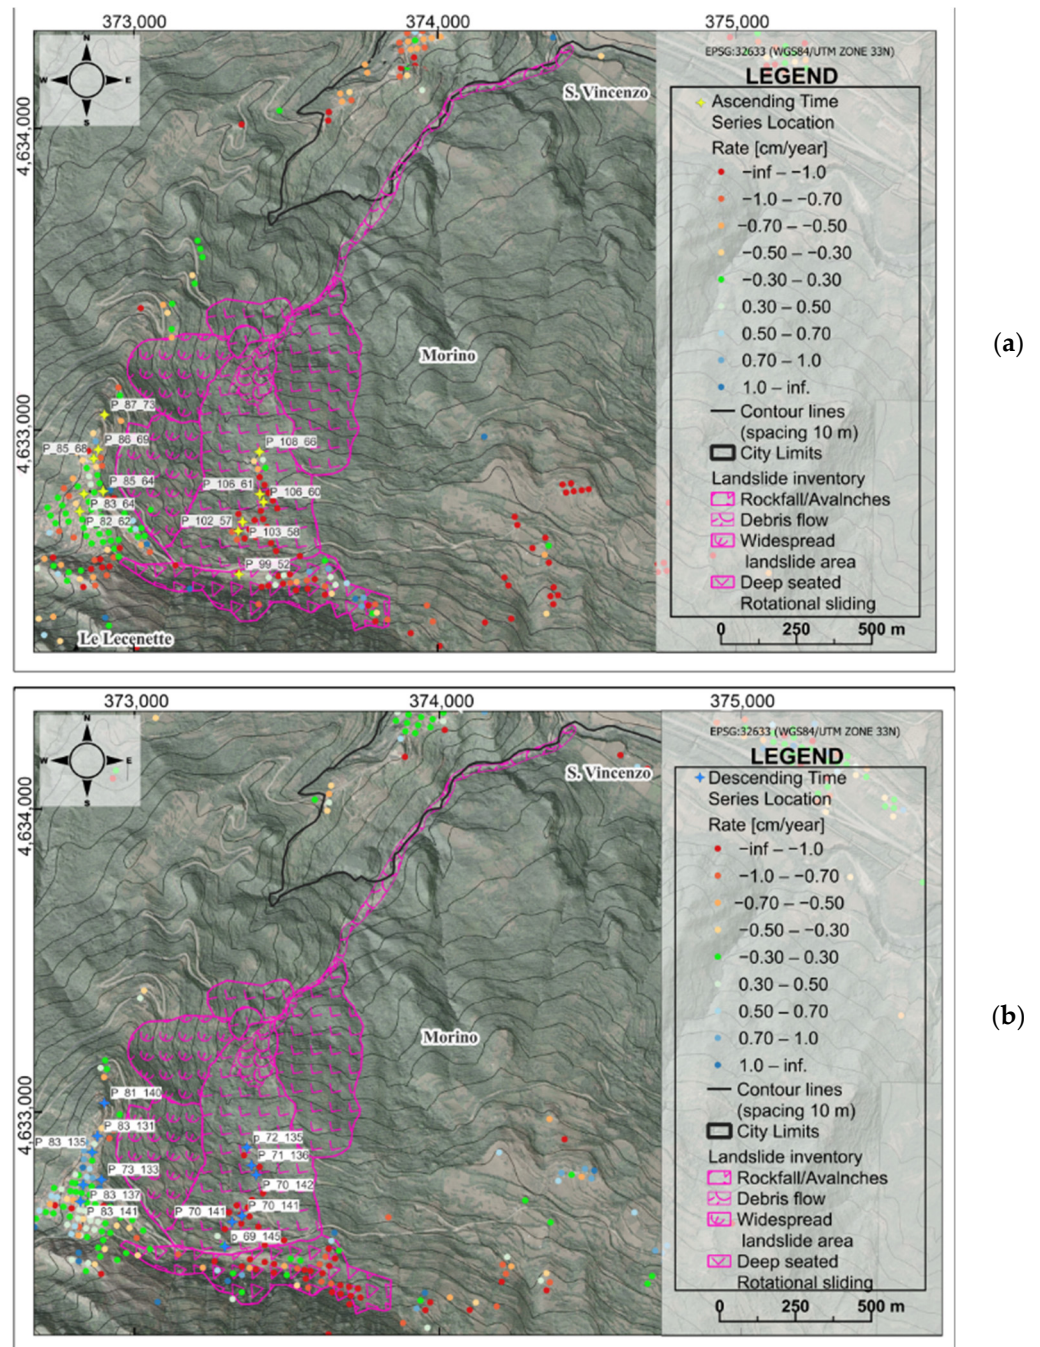 373,000 374,000 375,000
N
W E
S
4,634,000
4,633,000
S. Vincenzo
Morino
Le Lecenette
P_87_73
P_86_69
P_85_68
P_85_64
P_83_64
P_82_62
P_108_66
P_106_61
P_106_60
P_102_57
P_103_58
P_99_52
EPSG:32633 (WGS84/UTM ZONE 33N)
LEGEND
Ascending Time
Series Location
Rate [cm/year]
−inf – −1.0
−1.0 – −0.70
−0.70 – −0.50
−0.50 – −0.30
−0.30 – 0.30
0.30 – 0.50
0.50 – 0.70
0.70 – 1.0
1.0 – inf.
Contour lines
(spacing 10 m)
City Limits
Landslide inventory
Rockfall/Avalnches
Debris flow
Widespread
landslide area
Deep seated
Rotational sliding
0 250 500 m
(a)
373,000 374,000 375,000
N
W E
S
4,634,000
4,633,000
S. Vincenzo
Morino
P_81_140
P_83_131
P_83_135
P_73_133
P_83_137
P_83_141
p_72_135
P_71_136
P_70_142
P_70_141
P_70_141
p_69_145
EPSG:32633 (WGS84/UTM ZONE 33N)
LEGEND
Descending Time
Series Location
Rate [cm/year]
−inf – −1.0
−1.0 – −0.70
−0.70 – −0.50
−0.50 – −0.30
−0.30 – 0.30
0.30 – 0.50
0.50 – 0.70
0.70 – 1.0
1.0 – inf.
Contour lines
(spacing 10 m)
City Limits
Landslide inventory
Rockfall/Avalnches
Debris flow
Widespread
landslide area
Deep seated
Rotational sliding
0 250 500 m
(b)